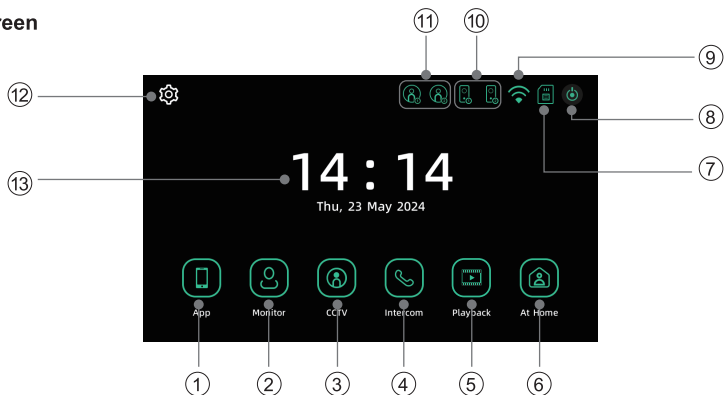 reen
⑪ ⑩
⑨
⑫
⑧
⑦
⑬
14 : 14
Thu, 23 May 2024
App Monitor CCTV Intercom Playback At Home
① ② ③ ④ ⑤ ⑥